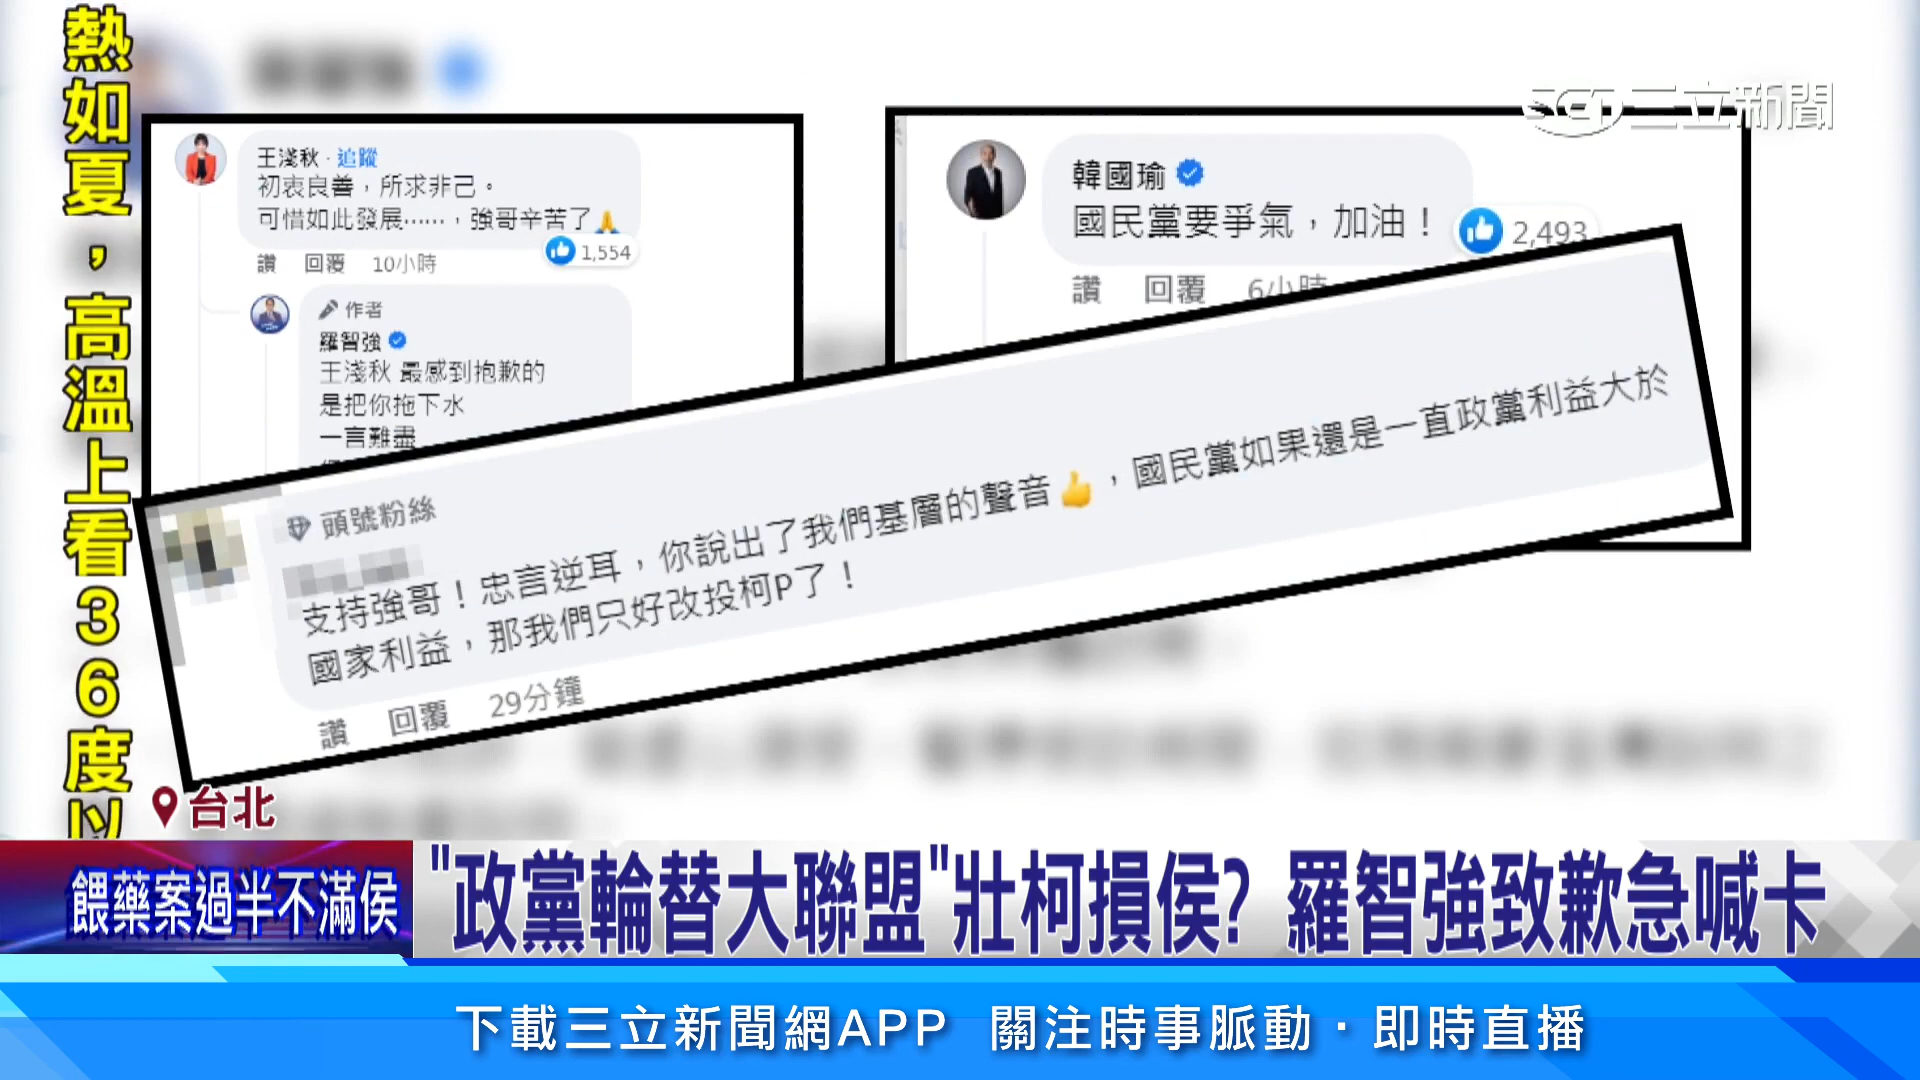 熱如夏，高溫上看36度以
SET三立新聞
王淺秋 · 追蹤
初衷良善，所求非己。
可惜如此發展⋯⋯，強哥辛苦了🙏
1,554
讚 回覆 10小時
作者
羅智強
王淺秋 最感到抱歉的
是把你拖下水
一言難盡
韓國瑜
國民黨要爭氣，加油！
2,493
讚 回覆 6小時
頭號粉絲
支持強哥！忠言逆耳，你說出了我們基層的聲音👍，國民黨如果還是一直政黨利益大於
國家利益，那我們只好改投柯P了！
讚 回覆 29分鐘
台北
餵藥案過半不滿侯
"政黨輪替大聯盟"壯柯損侯? 羅智強致歉急喊卡
下載三立新聞網APP 關注時事脈動·即時直播